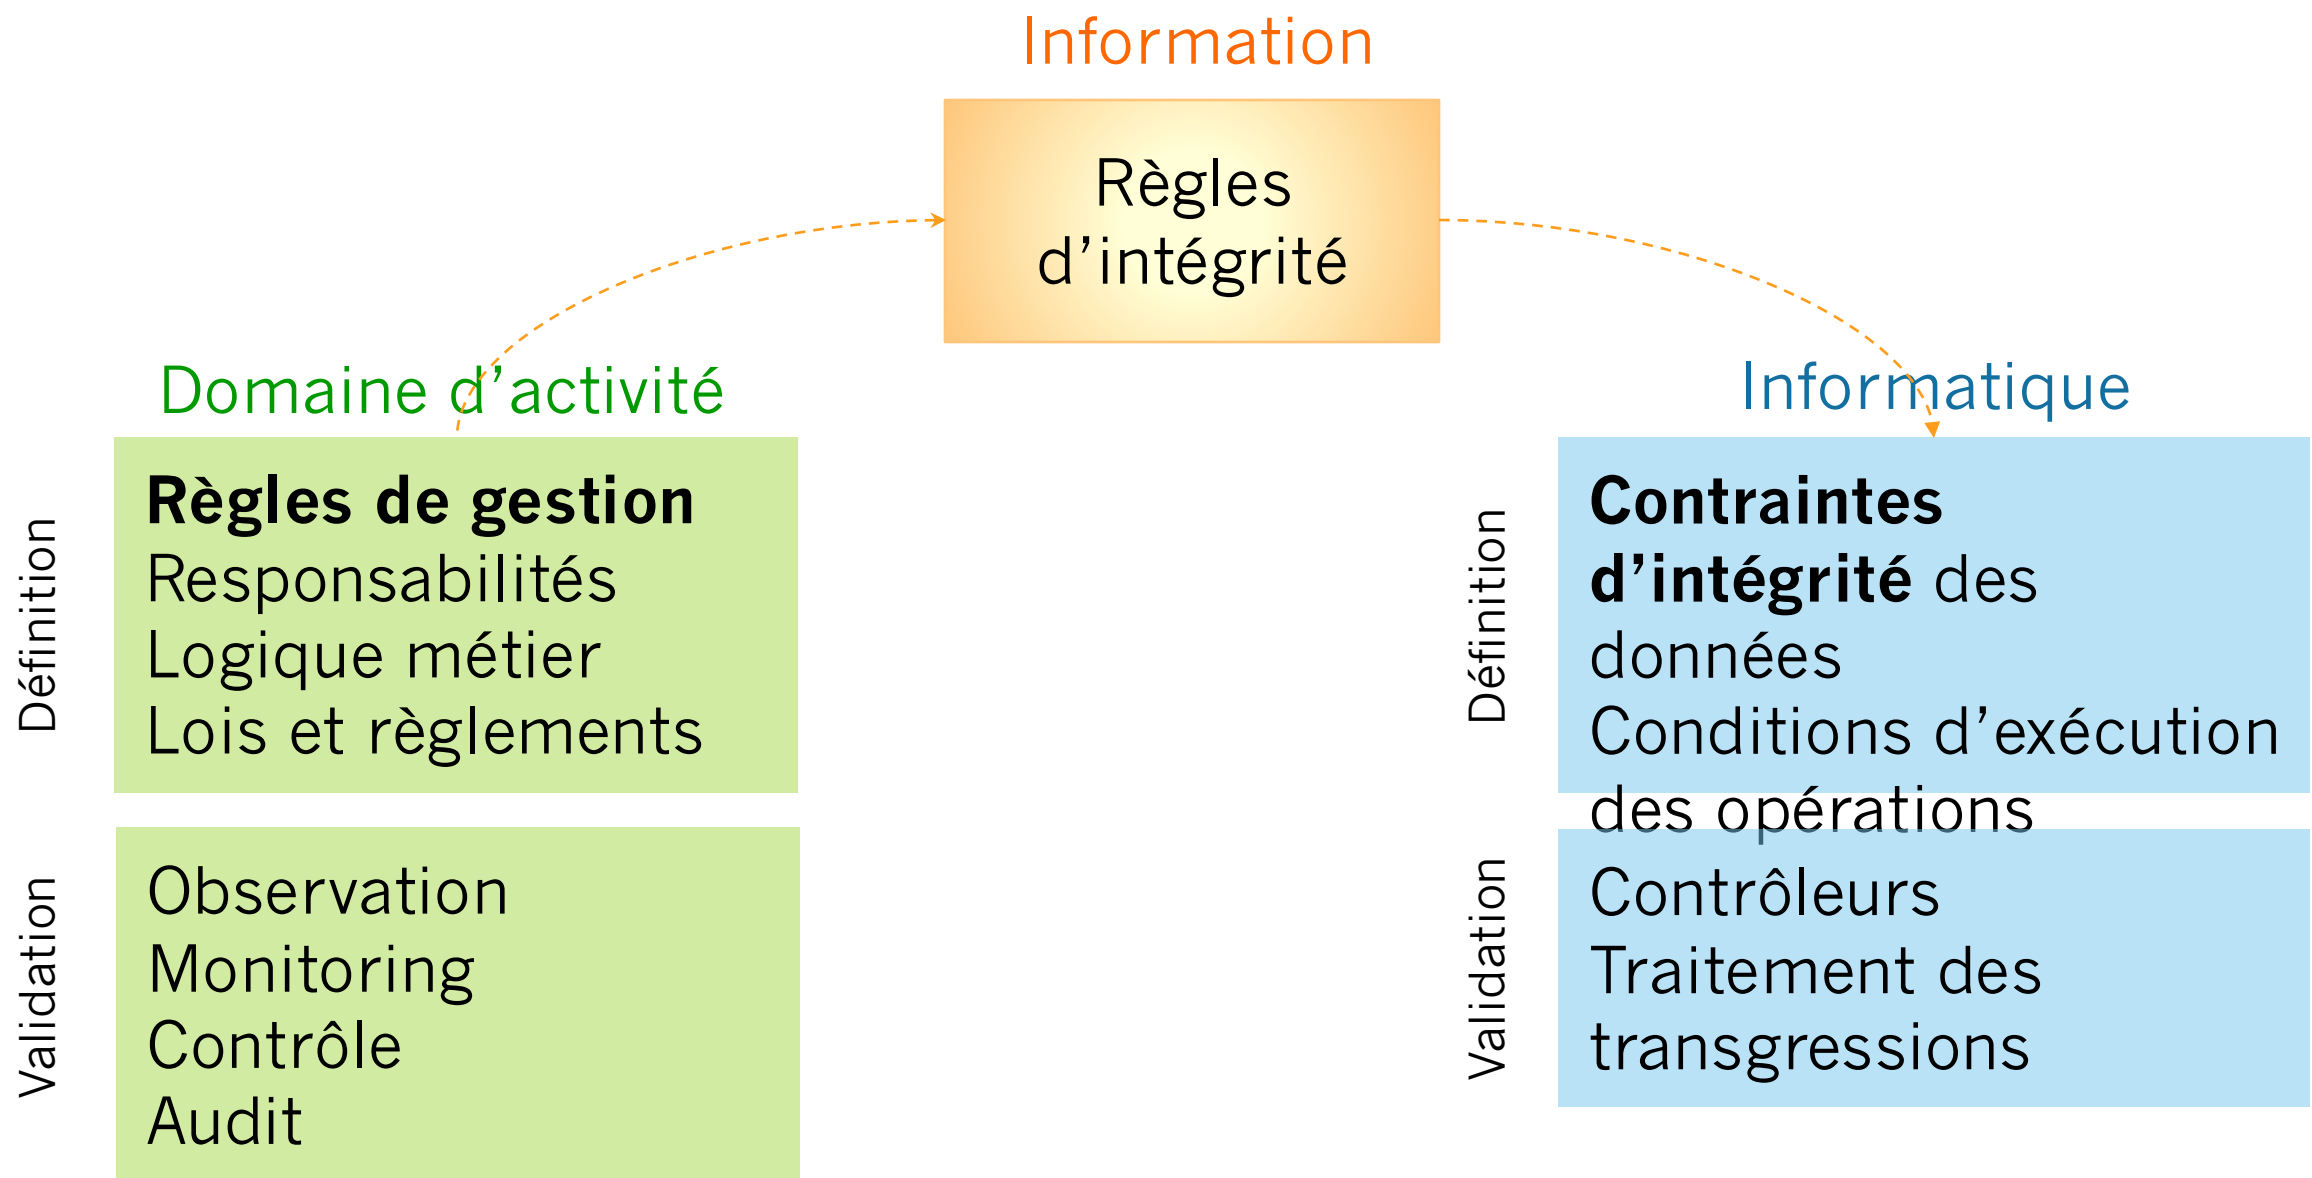 Information
Règles
d’intégrité
Domaine d’activité
Définition
Règles de gestion
Responsabilités
Logique métier
Lois et règlements
Validation
Observation
Monitoring
Contrôle
Audit
Informatique
Définition
Contraintes
d’intégrité des
données
Conditions d’exécution
des opérations
Validation
Contrôleurs
Traitement des
transgressions